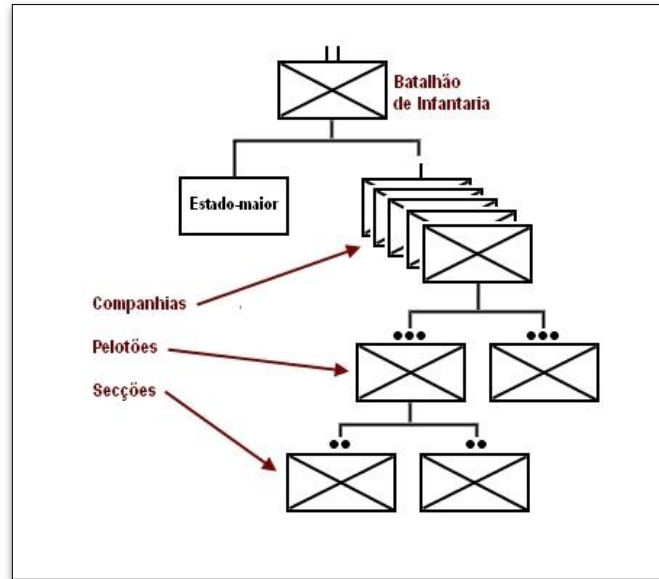 Batalhão
de Infantaria
Estado-maior
Companhias
Pelotões
Secções